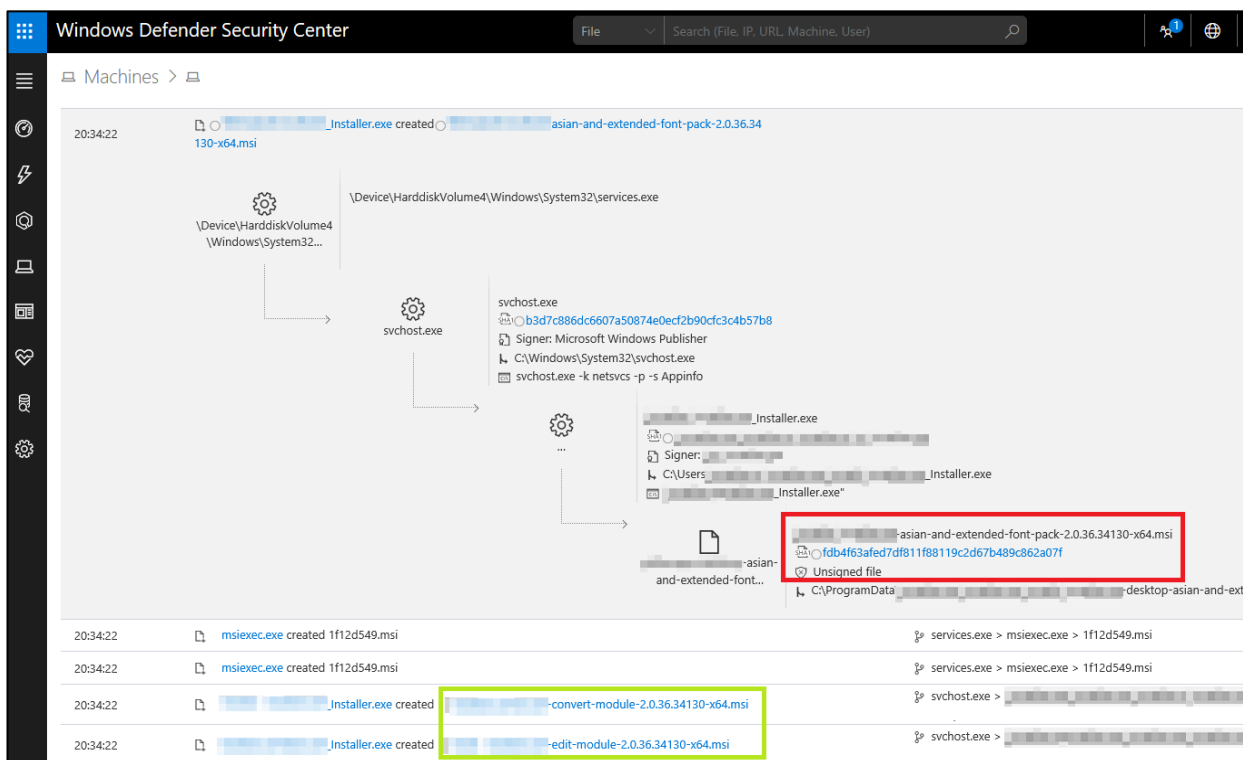 Windows Defender Security Center
File
Search (File, IP, URL, Machine, User)
1
Machines
20:34:22
_Installer.exe created asian-and-extended-font-pack-2.0.36.34
130-x64.msi
\Device\HarddiskVolume4\Windows\System32\services.exe
\Device\HarddiskVolume4
\Windows\System32...
svchost.exe
svchost.exe
SHA1 b3d7c886dc6607a50874e0ecf2b90cfc3c4b57b8
Signer: Microsoft Windows Publisher
C:\Windows\System32\svchost.exe
svchost.exe -k netsvcs -p -s Appinfo
...
_Installer.exe
SHA1
Signer:
C:\Users _Installer.exe
_Installer.exe"
-asian-
and-extended-font...
-asian-and-extended-font-pack-2.0.36.34130-x64.msi
SHA1 fdb4f63afed7df811f88119c2d67b489c862a07f
Unsigned file
C:\ProgramData -desktop-asian-and-ext
20:34:22 msiexec.exe created 1f12d549.msi services.exe > msiexec.exe > 1f12d549.msi
20:34:22 msiexec.exe created 1f12d549.msi services.exe > msiexec.exe > 1f12d549.msi
20:34:22 _Installer.exe created -convert-module-2.0.36.34130-x64.msi svchost.exe >
20:34:22 _Installer.exe created -edit-module-2.0.36.34130-x64.msi svchost.exe >